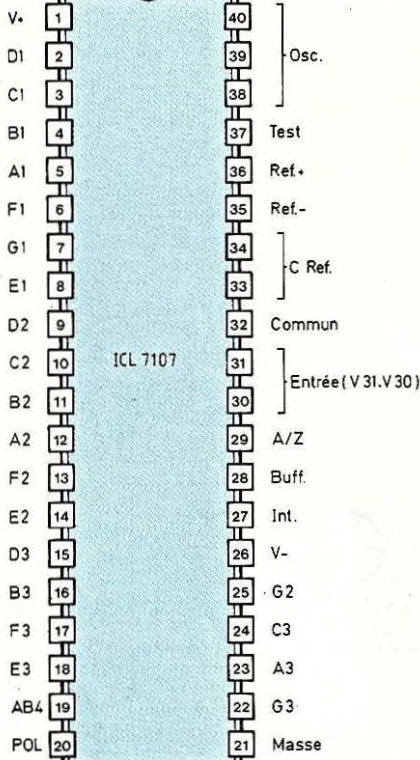 V+ 1 40
D1 2 39 Osc.
C1 3 38
B1 4 37 Test
A1 5 36 Ref.+
F1 6 35 Ref.-
G1 7 34
C Ref.
E1 8 33
D2 9 32 Commun
C2 10 ICL 7107 31
Entrée (V31.V30)
B2 11 30
A2 12 29 A/Z
F2 13 28 Buff.
E2 14 27 Int.
D3 15 26 V-
B3 16 25 G2
F3 17 24 C3
E3 18 23 A3
AB4 19 22 G3
POL 20 21 Masse